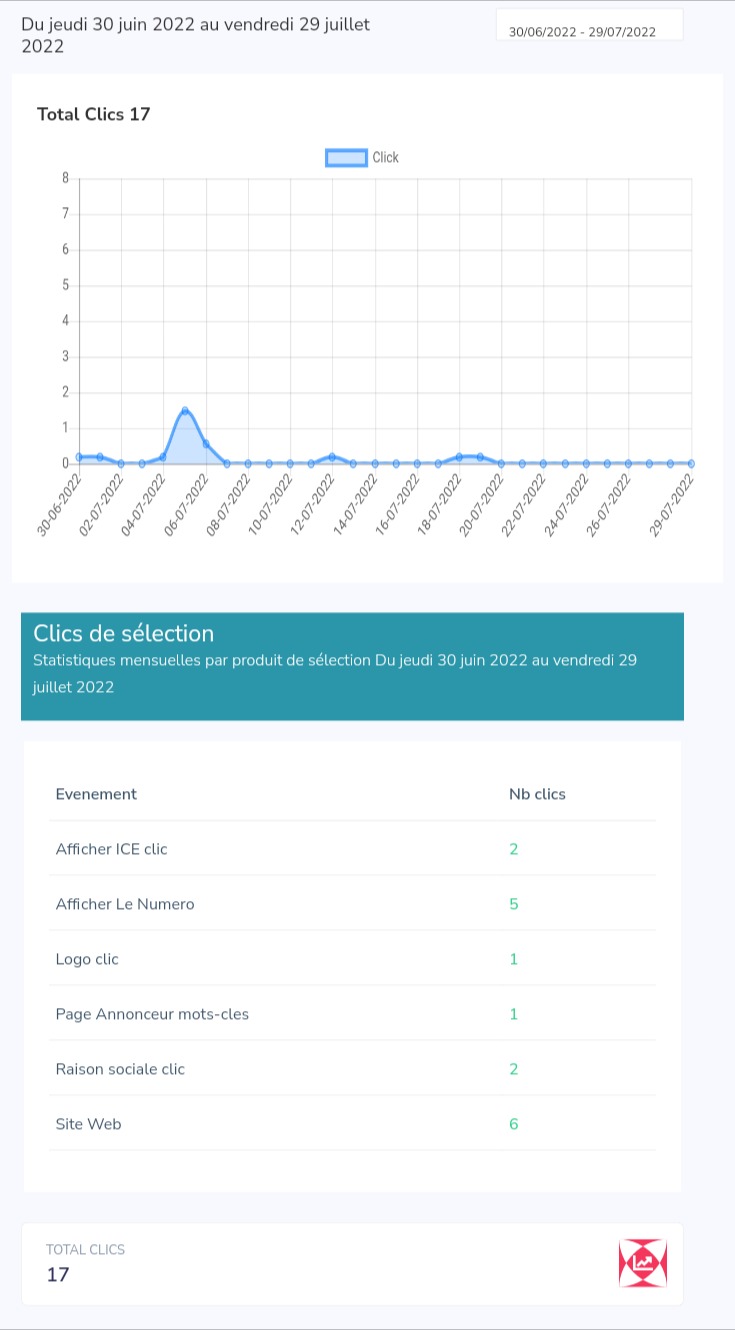 Du jeudi 30 juin 2022 au vendredi 29 juillet
2022
30/06/2022 - 29/07/2022
Total Clics 17
Click
8
7
6
5
4
3
2
1
0
30-06-2022
02-07-2022
04-07-2022
06-07-2022
08-07-2022
10-07-2022
12-07-2022
14-07-2022
16-07-2022
18-07-2022
20-07-2022
22-07-2022
24-07-2022
26-07-2022
29-07-2022
Clics de sélection
Statistiques mensuelles par produit de sélection Du jeudi 30 juin 2022 au vendredi 29
juillet 2022
Evenement Nb clics
Afficher ICE clic 2
Afficher Le Numero 5
Logo clic 1
Page Annonceur mots-cles 1
Raison sociale clic 2
Site Web 6
TOTAL CLICS
17